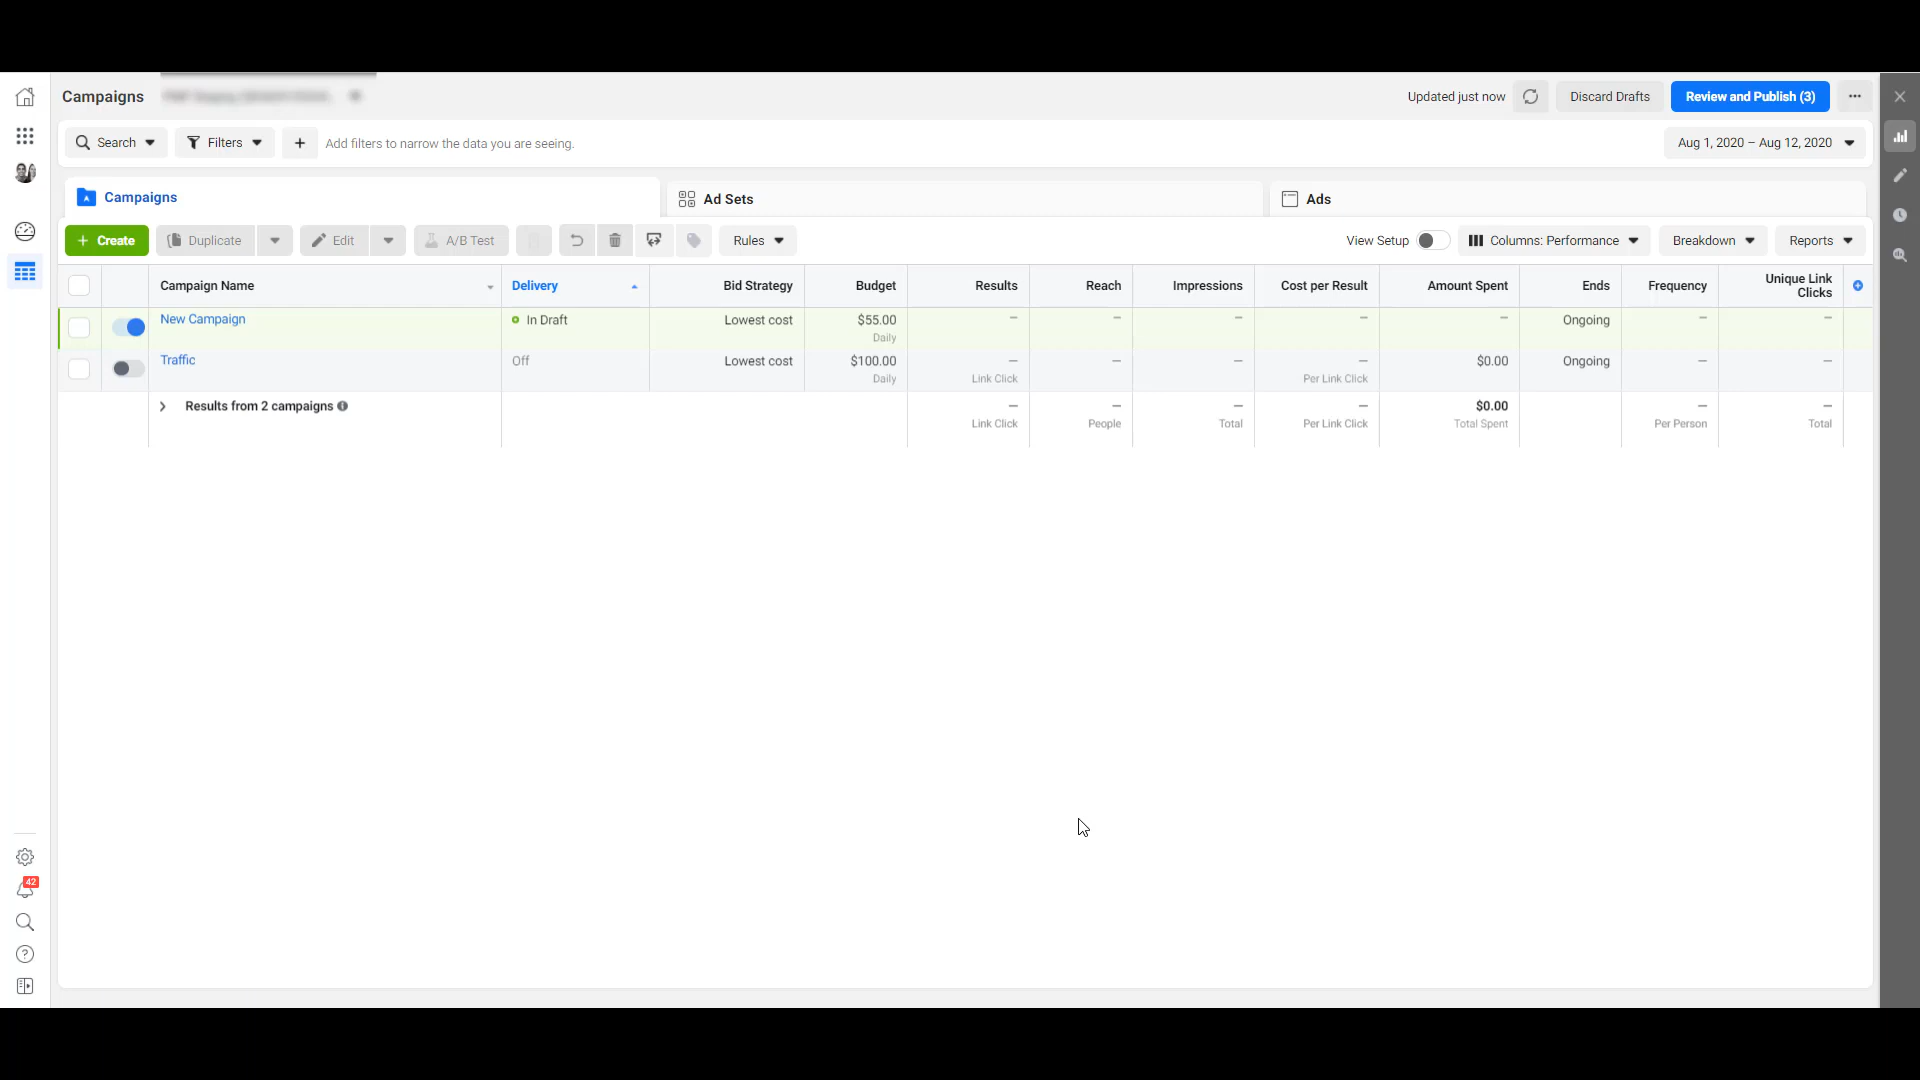 Campaigns
Updated just now
Discard Drafts
Review and Publish (3)
Search
Filters
Add filters to narrow the data you are seeing.
Aug 1, 2020 – Aug 12, 2020
Campaigns
Ad Sets
Ads
+ Create
Duplicate
Edit
A/B Test
Rules
View Setup
Columns: Performance
Breakdown
Reports
Campaign Name
Delivery
Bid Strategy
Budget
Results
Reach
Impressions
Cost per Result
Amount Spent
Ends
Frequency
Unique Link
Clicks
New Campaign
In Draft
Lowest cost
$55.00
Daily
—
—
—
—
—
Ongoing
—
—
Traffic
Off
Lowest cost
$100.00
Daily
—
Link Click
—
—
—
Per Link Click
$0.00
Ongoing
—
—
Results from 2 campaigns
—
Link Click
—
People
—
Total
—
Per Link Click
$0.00
Total Spent
—
Per Person
—
Total
42